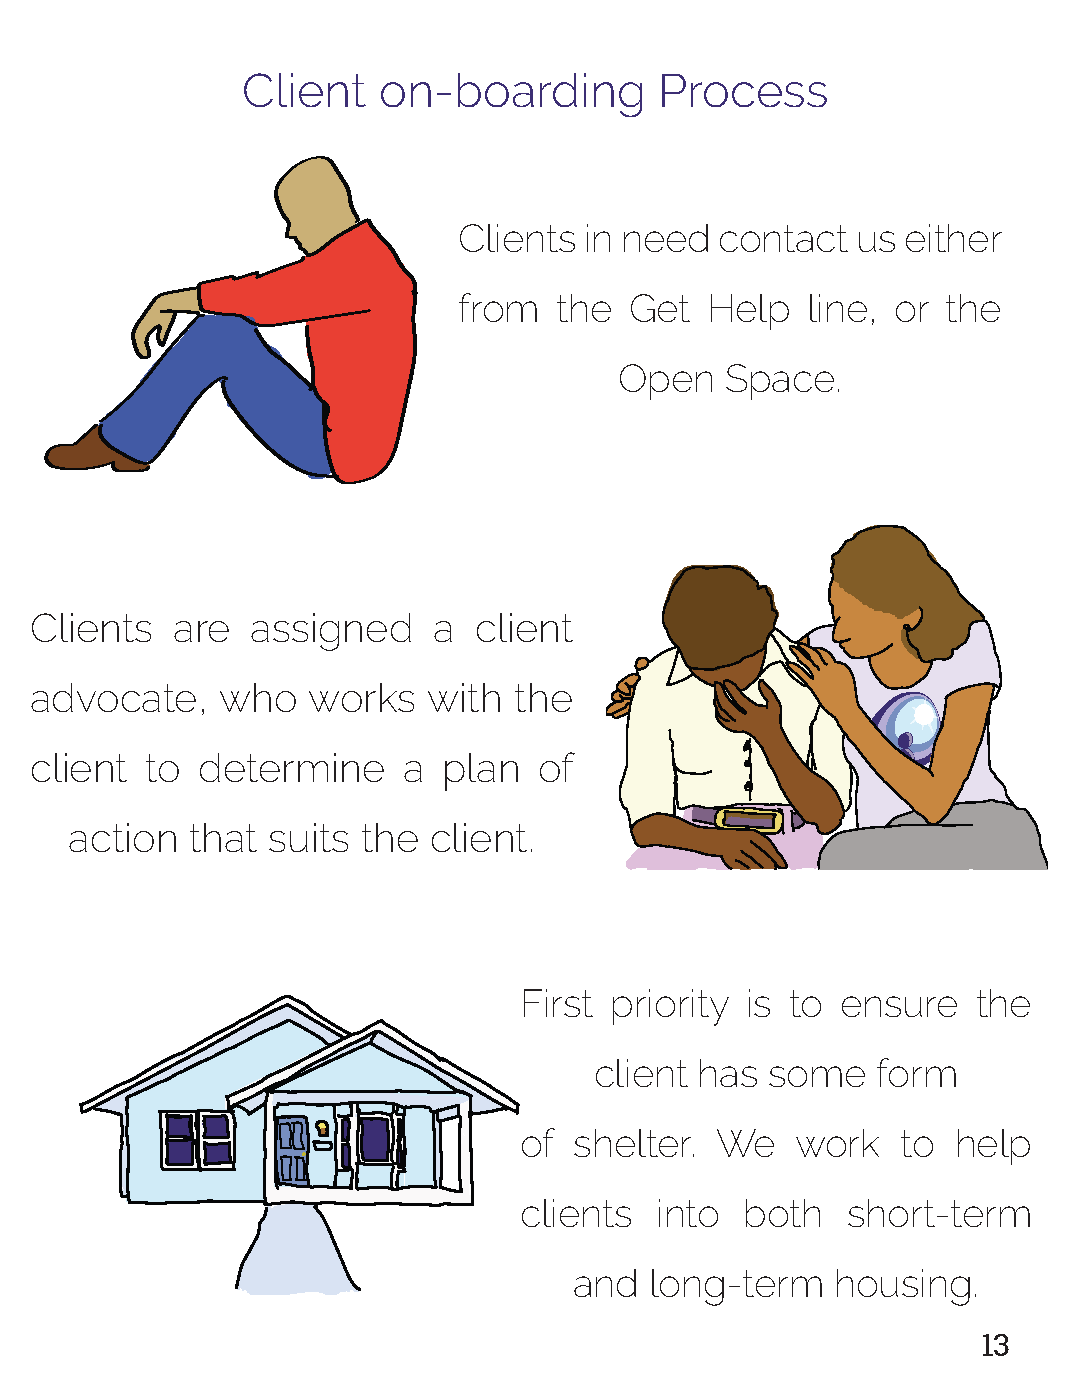 Client on-boarding Process
Clients in need contact us either
from the Get Help line, or the
Open Space.
Clients are assigned a client
advocate, who works with the
client to determine a plan of
action that suits the client.
First priority is to ensure the
client has some form
of shelter. We work to help
clients into both short-term
and long-term housing.
13